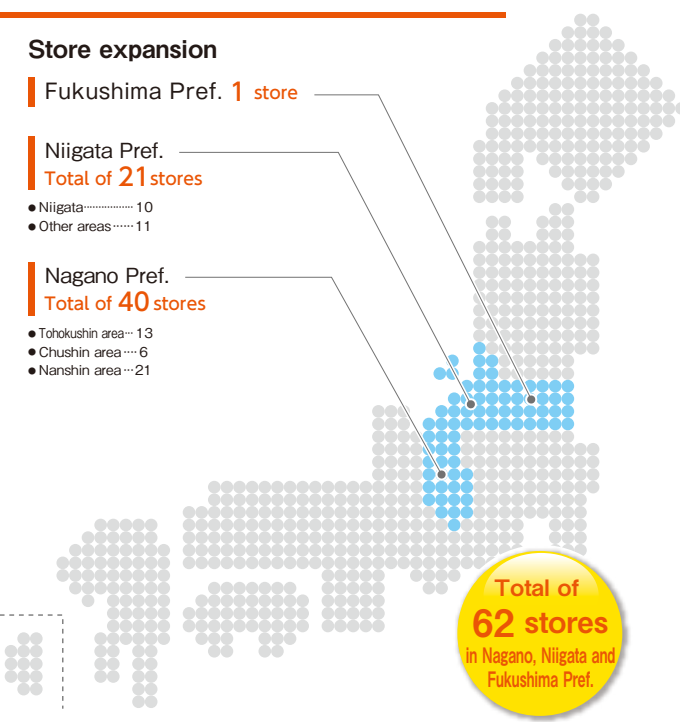 Store expansion
Fukushima Pref. 1 store
Niigata Pref.
Total of 21 stores
● Niigata················· 10
● Other areas······ 11
Nagano Pref.
Total of 40 stores
● Tohokushin area··· 13
● Chushin area···· 6
● Nanshin area···21
Total of
62 stores
in Nagano, Niigata and
Fukushima Pref.